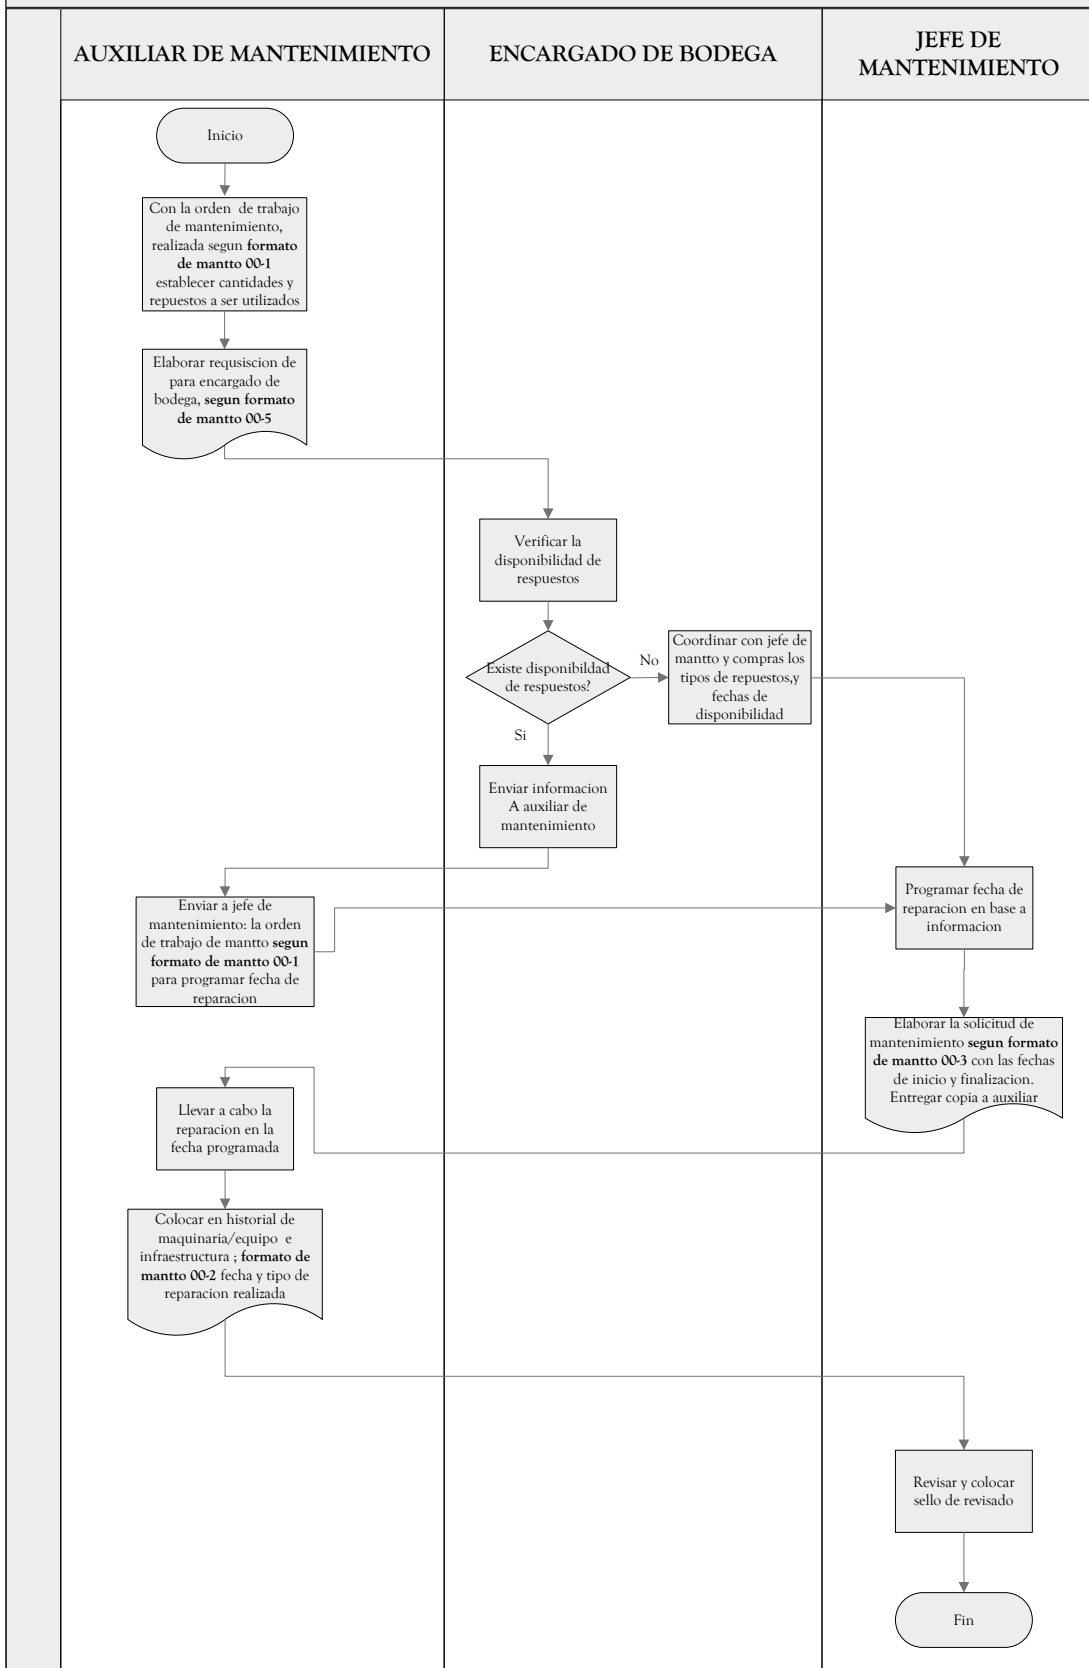 AUXILIAR DE MANTENIMIENTO
ENCARGADO DE BODEGA
JEFE DE
MANTENIMIENTO
Inicio
Con la orden de trabajo
de mantenimiento,
realizada segun formato
de mantto 00-1
establecer cantidades y
repuestos a ser utilizados
Elaborar requsiscion de
para encargado de
bodega, segun formato
de mantto 00-5
Verificar la
disponibilidad de
respuestos
Existe disponibildad
de respuestos?
No
Coordinar con jefe de
mantto y compras los
tipos de repuestos,y
fechas de
disponibilidad
Si
Enviar informacion
A auxiliar de
mantenimiento
Enviar a jefe de
mantenimiento: la orden
de trabajo de mantto segun
formato de mantto 00-1
para programar fecha de
reparacion
Programar fecha de
reparacion en base a
informacion
Elaborar la solicitud de
mantenimiento segun formato
de mantto 00-3 con las fechas
de inicio y finalizacion.
Entregar copia a auxiliar
Llevar a cabo la
reparacion en la
fecha programada
Colocar en historial de
maquinaria/equipo e
infraestructura ; formato de
mantto 00-2 fecha y tipo de
reparacion realizada
Revisar y colocar
sello de revisado
Fin